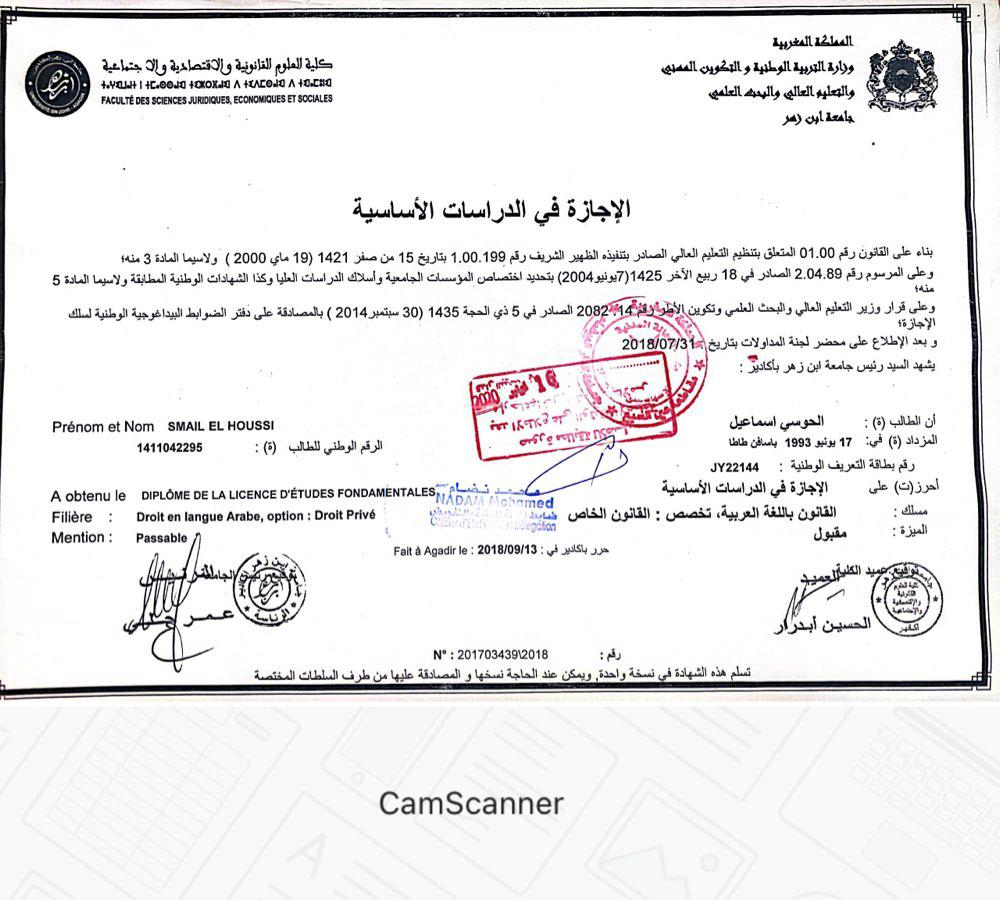 المملكة المغربية
وزارة التربية الوطنية و التكوين المهني
والتعليم العالي والبحث العلمي
جامعة ابن زهر
كلية العلوم القانونية والاقتصادية والاجتماعية
FACULTÉ DES SCIENCES JURIDIQUES, ECONOMIQUES ET SOCIALES
الإجازة في الدراسات الأساسية
بناء على القانون رقم 01.00 المتعلق بتنظيم التعليم العالي الصادر بتنفيذه الظهير الشريف رقم 1.00.199 بتاريخ 15 من صفر 1421 (19 ماي 2000 ) ولاسيما المادة 3 منه؛
وعلى المرسوم رقم 2.04.89 الصادر في 18 ربيع الآخر 1425(7يونيو2004) بتحديد اختصاص المؤسسات الجامعية وأسلاك الدراسات العليا وكذا الشهادات الوطنية المطابقة ولاسيما المادة 5
منه؛
وعلى قرار وزير التعليم العالي والبحث العلمي وتكوين الأطر رقم 2082.14 الصادر في 5 ذي الحجة 1435 (30 سبتمبر2014 ) بالمصادقة على دفتر الضوابط البيداغوجية الوطنية لسلك
الإجازة؛
و بعد الإطلاع على محضر لجنة المداولات بتاريخ 2018/07/31
يشهد السيد رئيس جامعة ابن زهر بأكادير :
أن الطالب (ة) : الحوسي اسماعيل
Prénom et Nom SMAIL EL HOUSSI
المزداد (ة) في: 17 يونيو 1993 باسافن طاطا
الرقم الوطني للطالب (ة) : 1411042295
رقم بطاقة التعريف الوطنية : JY22144
أحرز(ت) على الإجازة في الدراسات الأساسية
A obtenu le DIPLÔME DE LA LICENCE D'ÉTUDES FONDAMENTALES
مسلك : القانون باللغة العربية، تخصص : القانون الخاص
Filière : Droit en langue Arabe, option : Droit Privé
الميزة : مقبول
Mention : Passable
محمد نضام
NADAM Mohamed
Fait à Agadir le : 2018/09/13 : حرر باكادير في
توقيع عميد الكلية
العميد
الحسين أبدرار
N° : 201703439\2018 رقم :
تسلم هذه الشهادة في نسخة واحدة، ويمكن عند الحاجة نسخها و المصادقة عليها من طرف السلطات المختصة
CamScanner